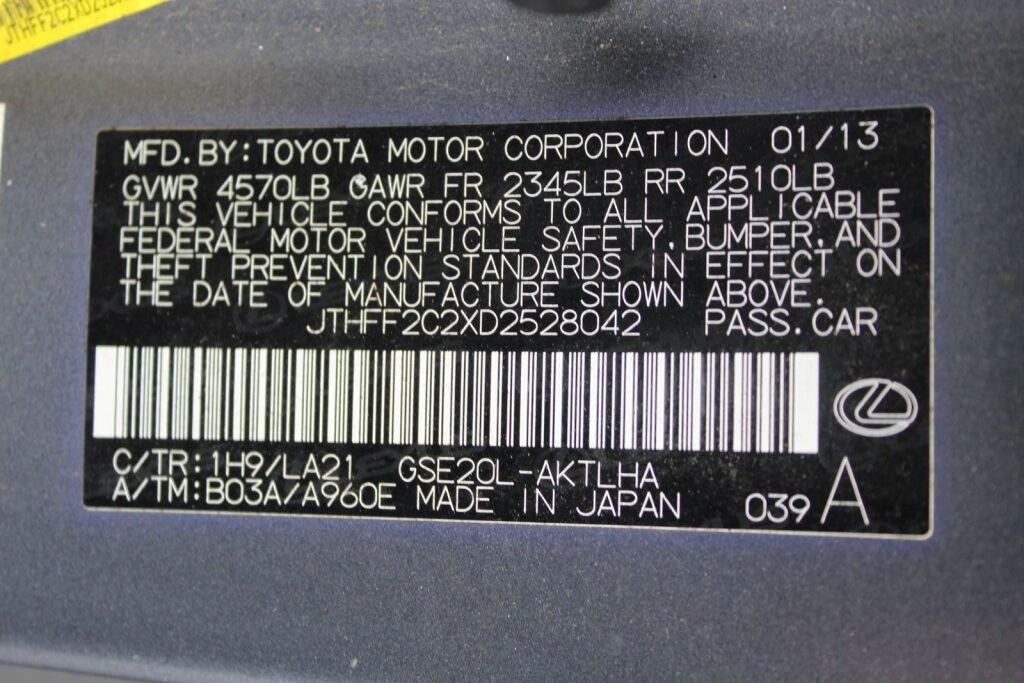 JTHFF2C2XD252
MFD.BY:TOYOTA MOTOR CORPORATION 01/13
GVWR 4570LB GAWR FR 2345LB RR 2510LB
THIS VEHICLE CONFORMS TO ALL APPLICABLE
FEDERAL MOTOR VEHICLE SAFETY,BUMPER,AND
THEFT PREVENTION STANDARDS IN EFFECT ON
THE DATE OF MANUFACTURE SHOWN ABOVE.
JTHFF2C2XD2528042 PASS.CAR
C/TR:1H9/LA21 GSE20L-AKTLHA
A/TM:B03A/A960E MADE IN JAPAN 039 A